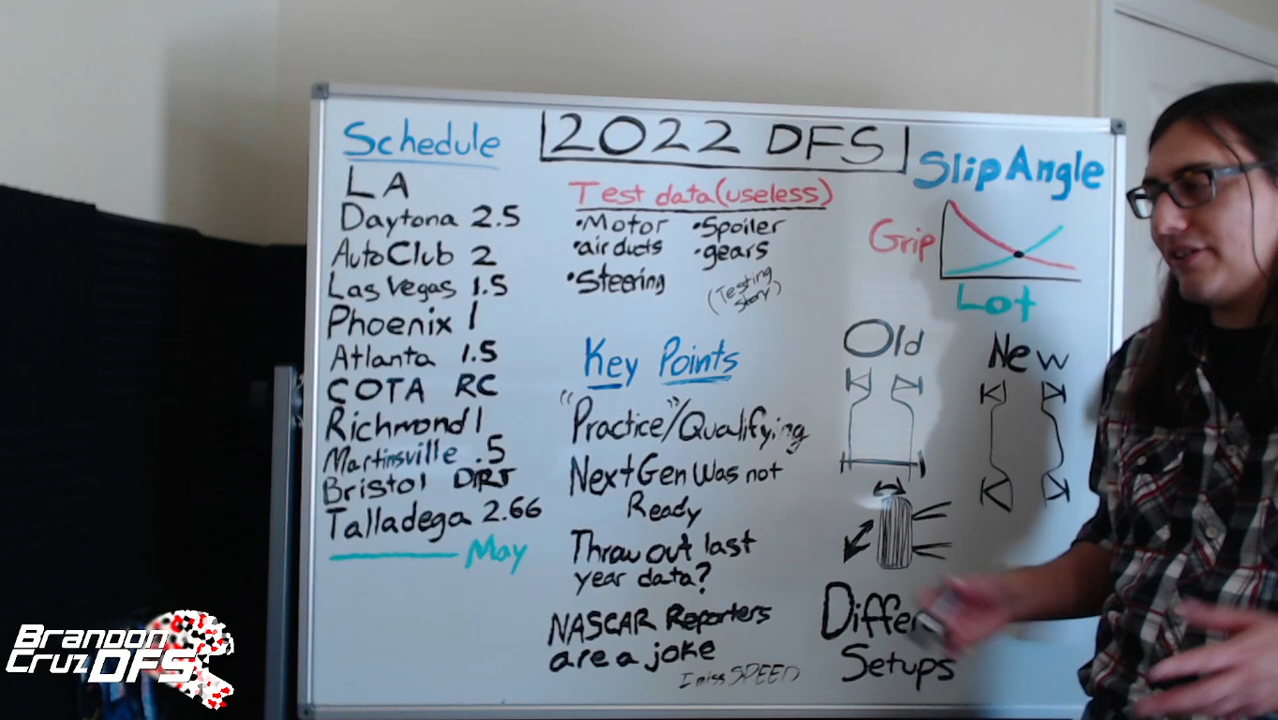 2022 DFS
Schedule
LA
Daytona 2.5
AutoClub 2
Las Vegas 1.5
Phoenix 1
Atlanta 1.5
COTA RC
Richmond 1
Martinsville .5
Bristol DIRT
Talladega 2.66
May
Test data (useless)
•Motor •Spoiler
•air ducts •gears
•Steering
(Testing
Story)
Key Points
"Practice"/Qualifying
Next Gen Was not
Ready
Throw out last
year data?
NASCAR Reporters
are a joke
I miss SPEED
Slip Angle
Grip
Lot
Old New
Differ
Setups
Brandon
Cruz DFS